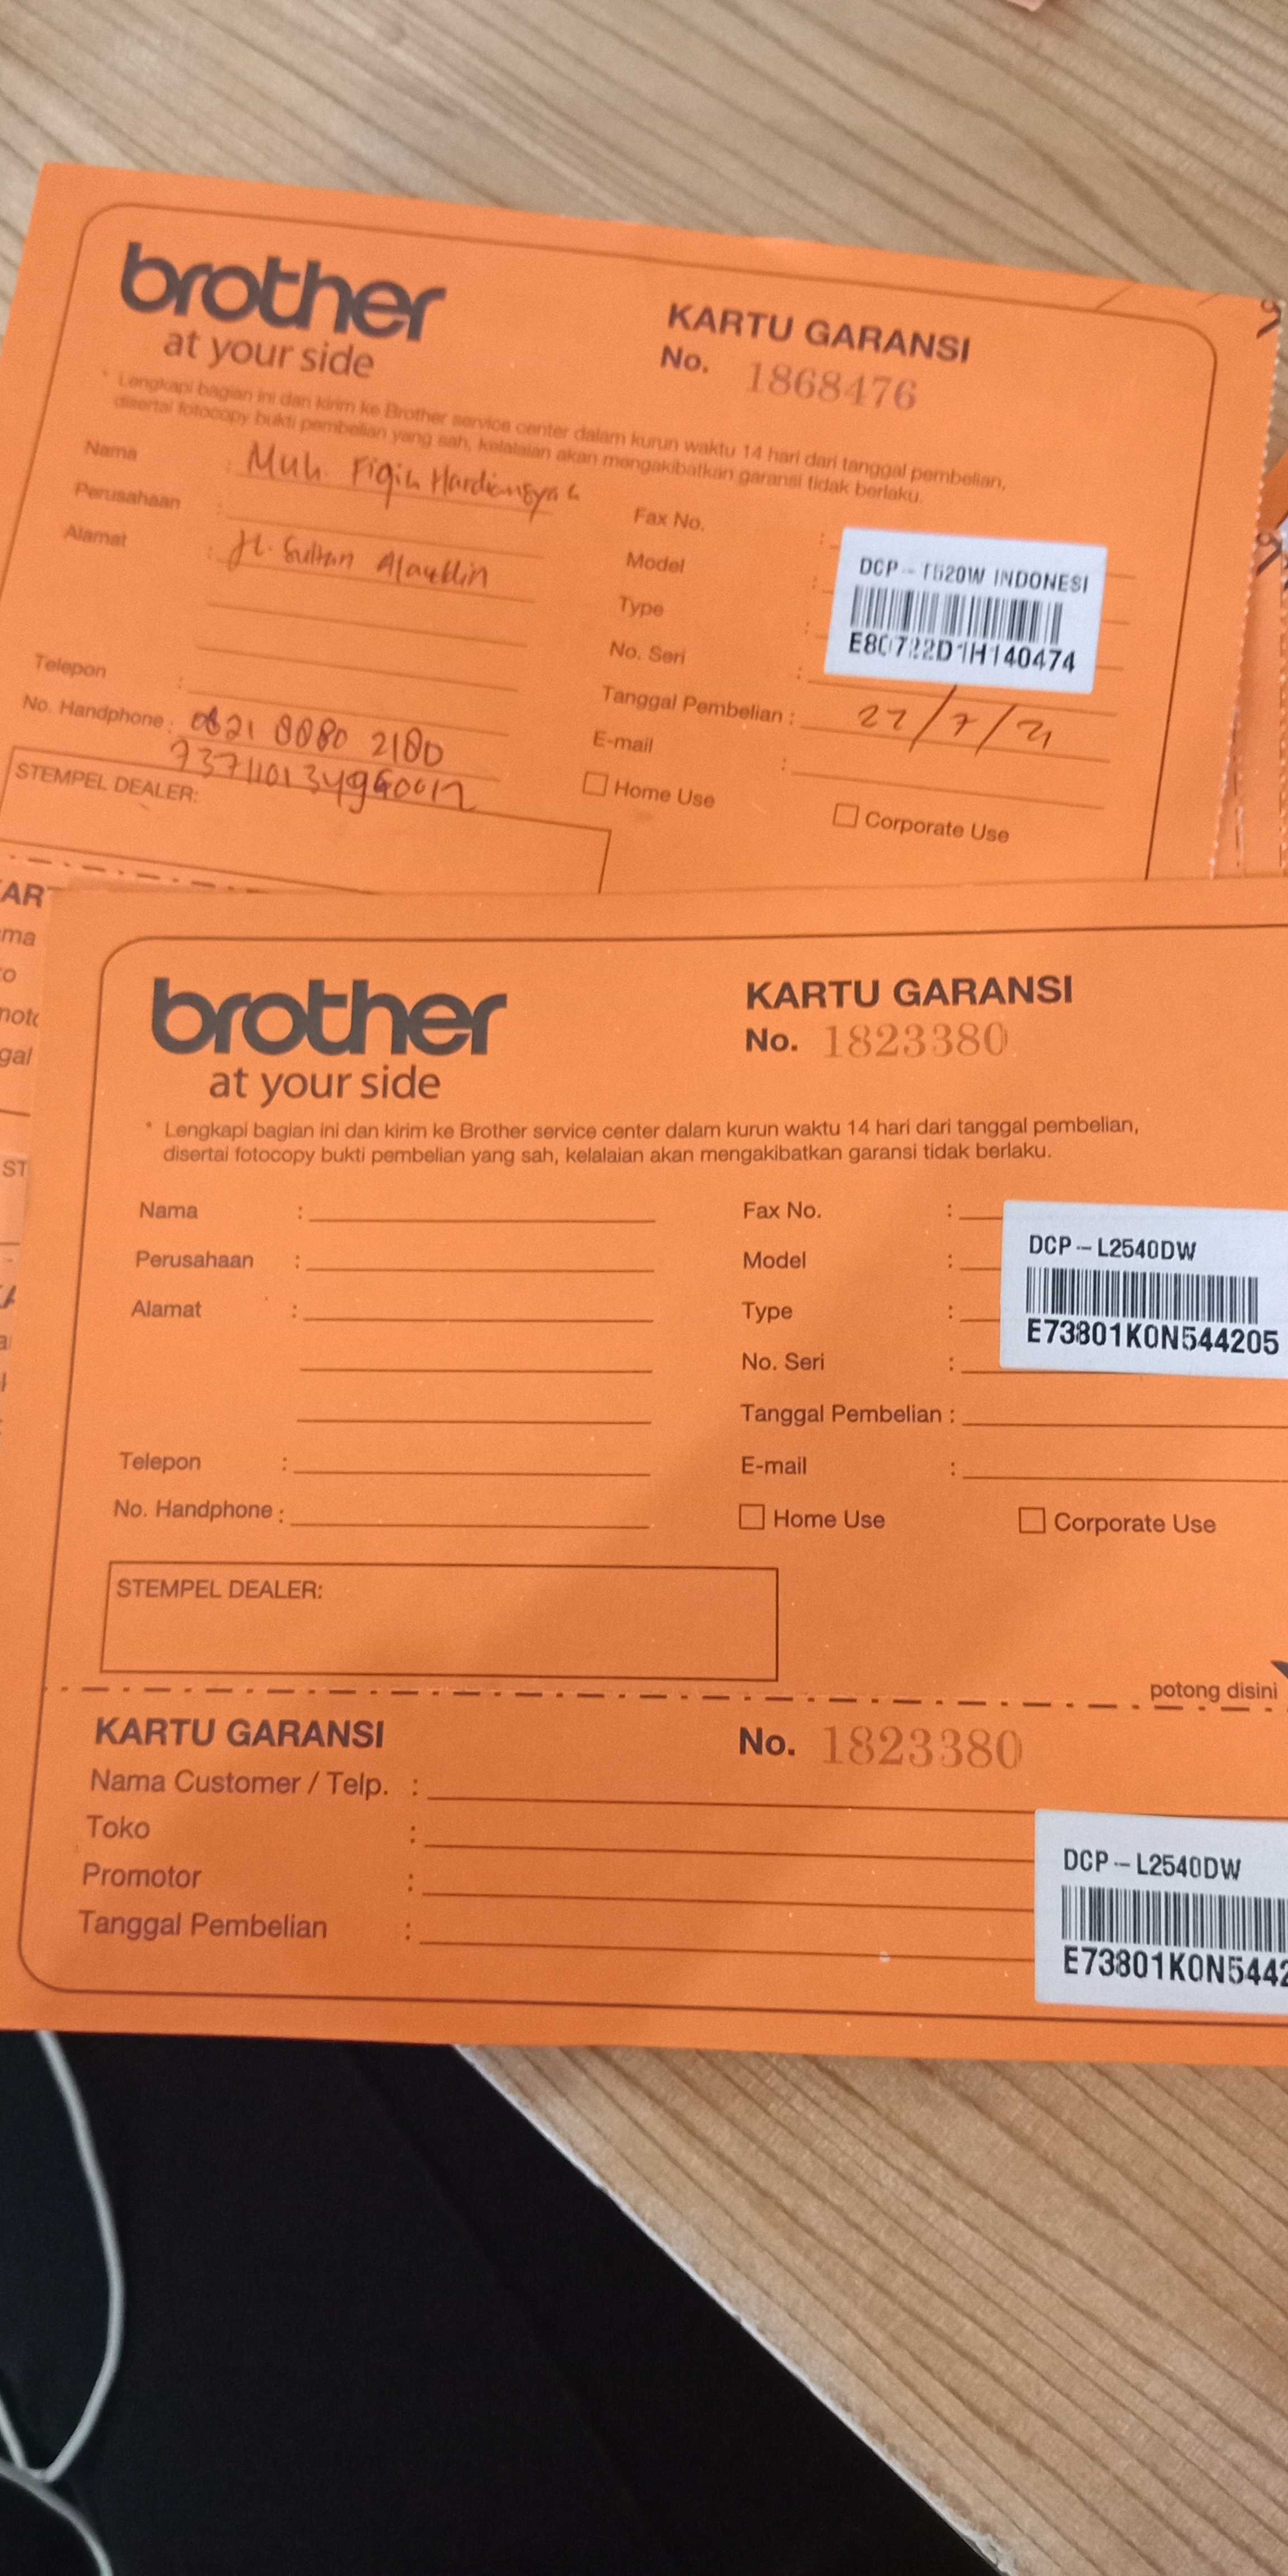 brother
at your side
KARTU GARANSI
No. 1868476
* Lengkapi bagian ini dan kirim ke Brother service center dalam kurun waktu 14 hari dari tanggal pembelian,
disertai fotocopy bukti pembelian yang sah, kelalaian akan mengakibatkan garansi tidak berlaku.
Nama : Muh. Fiqih Hardiansyah
Perusahaan :
Alamat : Jl. Sultan Alauddin
Telepon :
No. Handphone : 0821 8080 2180
STEMPEL DEALER:
Fax No. :
Model :
Type :
No. Seri :
DCP - T520W INDONESI
E80722D1H140474
Tanggal Pembelian : 27/7/21
E-mail :
Home Use
Corporate Use
brother
at your side
KARTU GARANSI
No. 1823380
* Lengkapi bagian ini dan kirim ke Brother service center dalam kurun waktu 14 hari dari tanggal pembelian,
disertai fotocopy bukti pembelian yang sah, kelalaian akan mengakibatkan garansi tidak berlaku.
Nama :
Perusahaan :
Alamat :
Telepon :
No. Handphone :
Fax No. :
Model :
Type :
No. Seri :
DCP - L2540DW
E73801K0N544205
Tanggal Pembelian :
E-mail :
Home Use
Corporate Use
STEMPEL DEALER:
potong disini
KARTU GARANSI
No. 1823380
Nama Customer / Telp. :
Toko :
Promotor :
Tanggal Pembelian :
DCP - L2540DW
E73801K0N5442